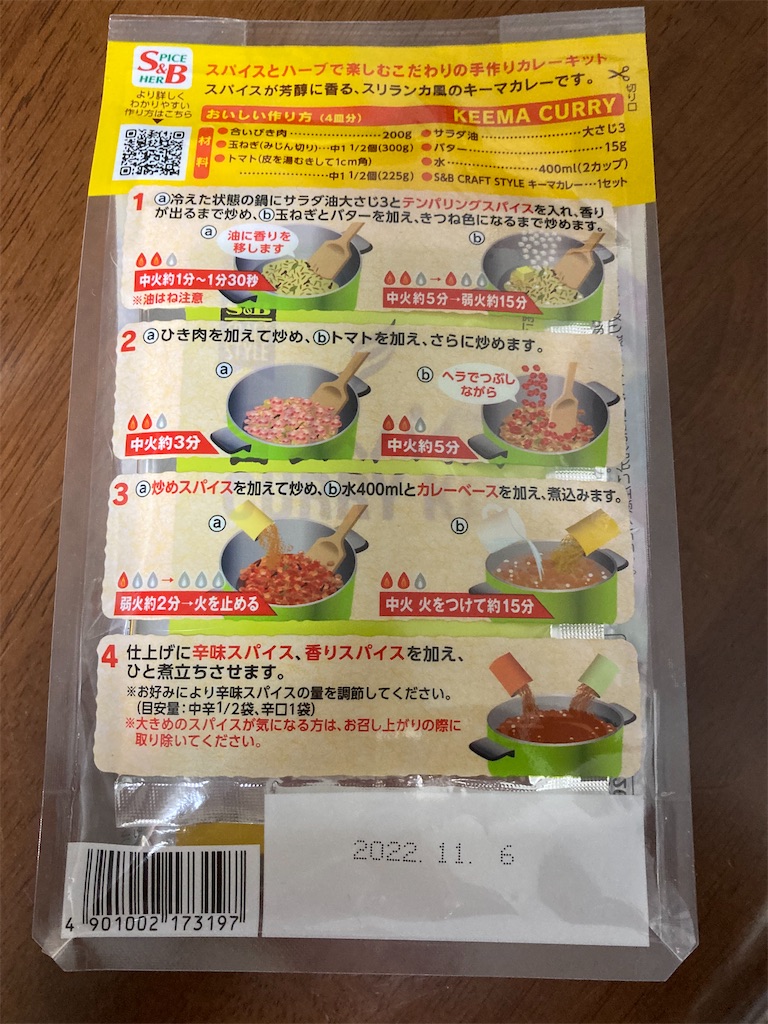 SPICE & HERB
S&B
より詳しく
わかりやすい
作り方はこちら
スパイスとハーブで楽しむこだわりの手作りカレーキット
スパイスが芳醇に香る、スリランカ風のキーマカレーです。
切り口
おいしい作り方（4皿分）
KEEMA CURRY
材料
●合いびき肉…………200g
●玉ねぎ(みじん切り)…中1 1/2個(300g)
●トマト(皮を湯むきして1cm角)
…………中1 1/2個(225g)
●サラダ油…………大さじ3
●バター…………15g
●水…………400ml(2カップ)
●S&B CRAFT STYLE キーマカレー…1セット
1 ⓐ冷えた状態の鍋にサラダ油大さじ3とテンパリングスパイスを入れ、香り
が出るまで炒め、ⓑ玉ねぎとバターを加え、きつね色になるまで炒めます。
ⓐ
油に香りを
移します
中火約1分〜1分30秒
※油はね注意
ⓑ
中火約5分→弱火約15分
S&B
STYLE
2 ⓐひき肉を加えて炒め、ⓑトマトを加え、さらに炒めます。
ⓐ
中火約3分
ⓑ
ヘラでつぶし
ながら
中火約5分
3 ⓐ炒めスパイスを加えて炒め、ⓑ水400mlとカレーベースを加え、煮込みます。
ⓐ
弱火約2分→火を止める
ⓑ
中火 火をつけて約15分
4 仕上げに辛味スパイス、香りスパイスを加え、
ひと煮立ちさせます。
※お好みにより辛味スパイスの量を調節してください。
(目安量:中辛1/2袋、辛口1袋)
※大きめのスパイスが気になる方は、お召し上がりの際に
取り除いてください。
2022. 11. 6
4 901002 173197